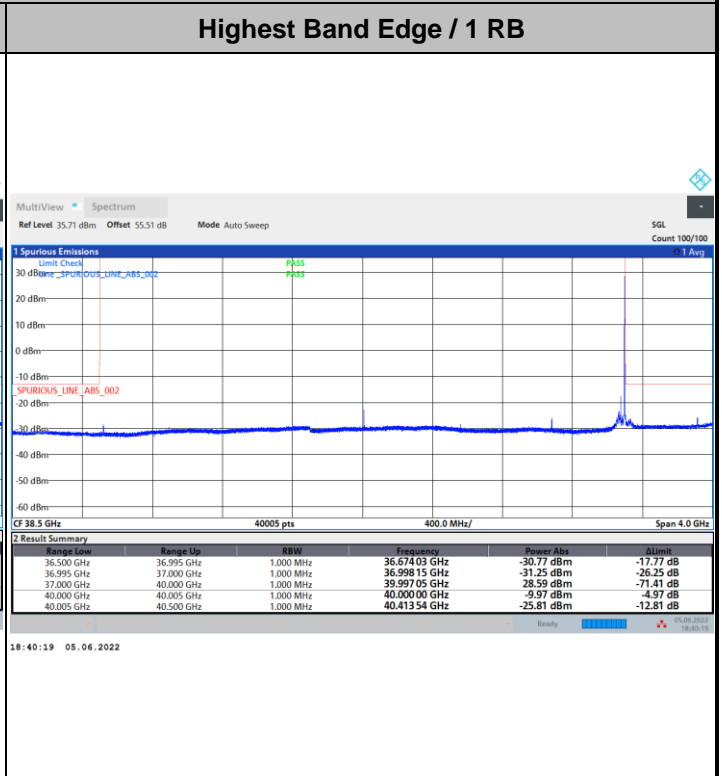 Highest Band Edge / 1 RB
MultiView Spectrum
Ref Level 35.71 dBm Offset 55.51 dB Mode Auto Sweep SGL
Count 100/100
1 Spurious Emissions 1 Avg
Limit Check PASS
30 dBm Line _SPURIOUS_LINE_ABS_002 PASS
20 dBm
10 dBm
0 dBm
-10 dBm
_SPURIOUS_LINE_ABS_002
-20 dBm
-30 dBm
-40 dBm
-50 dBm
-60 dBm
CF 38.5 GHz 40005 pts 400.0 MHz/ Span 4.0 GHz
2 Result Summary
Range Low Range Up RBW Frequency Power Abs ΔLimit
36.500 GHz 36.995 GHz 1.000 MHz 36.674 03 GHz -30.77 dBm -17.77 dB
36.995 GHz 37.000 GHz 1.000 MHz 36.998 15 GHz -31.25 dBm -26.25 dB
37.000 GHz 40.000 GHz 1.000 MHz 39.997 05 GHz 28.59 dBm -71.41 dB
40.000 GHz 40.005 GHz 1.000 MHz 40.000 00 GHz -9.97 dBm -4.97 dB
40.005 GHz 40.500 GHz 1.000 MHz 40.413 54 GHz -25.81 dBm -12.81 dB
Ready 05.06.2022
18:40:19
18:40:19 05.06.2022